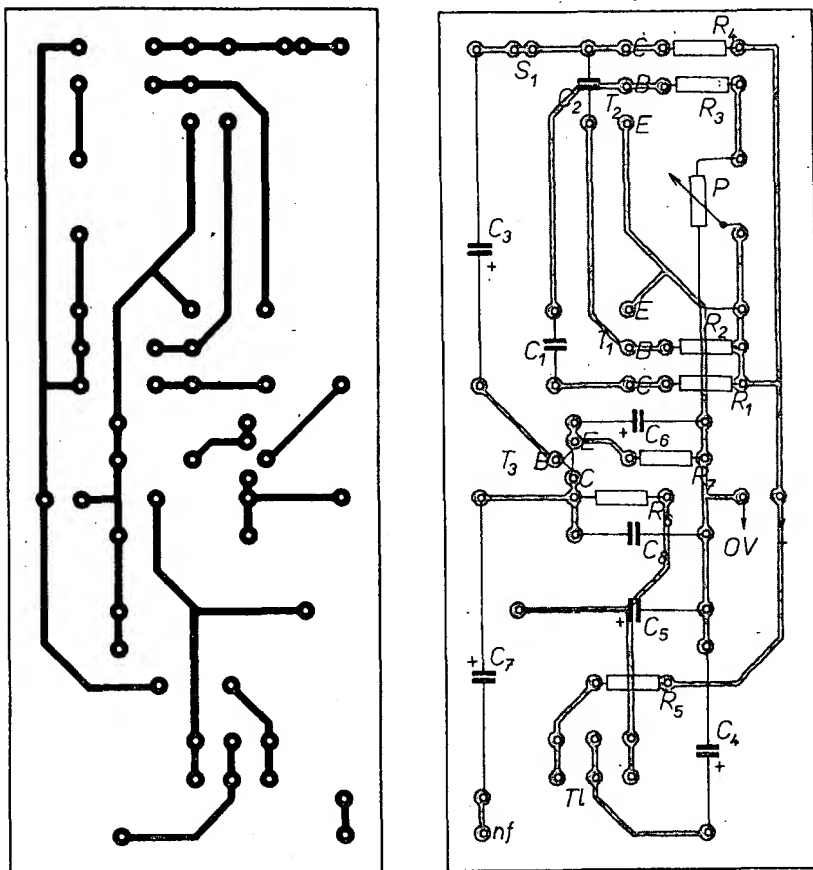 C R4
S1
C2 T2 B R3
E
P
C3
+
E
R2
C1 T1 B
C R1
+ C6
E
T3 B R7
C
R6
C8 0V +
+ C5
+ C7
R5
C4
+
Tl
nf